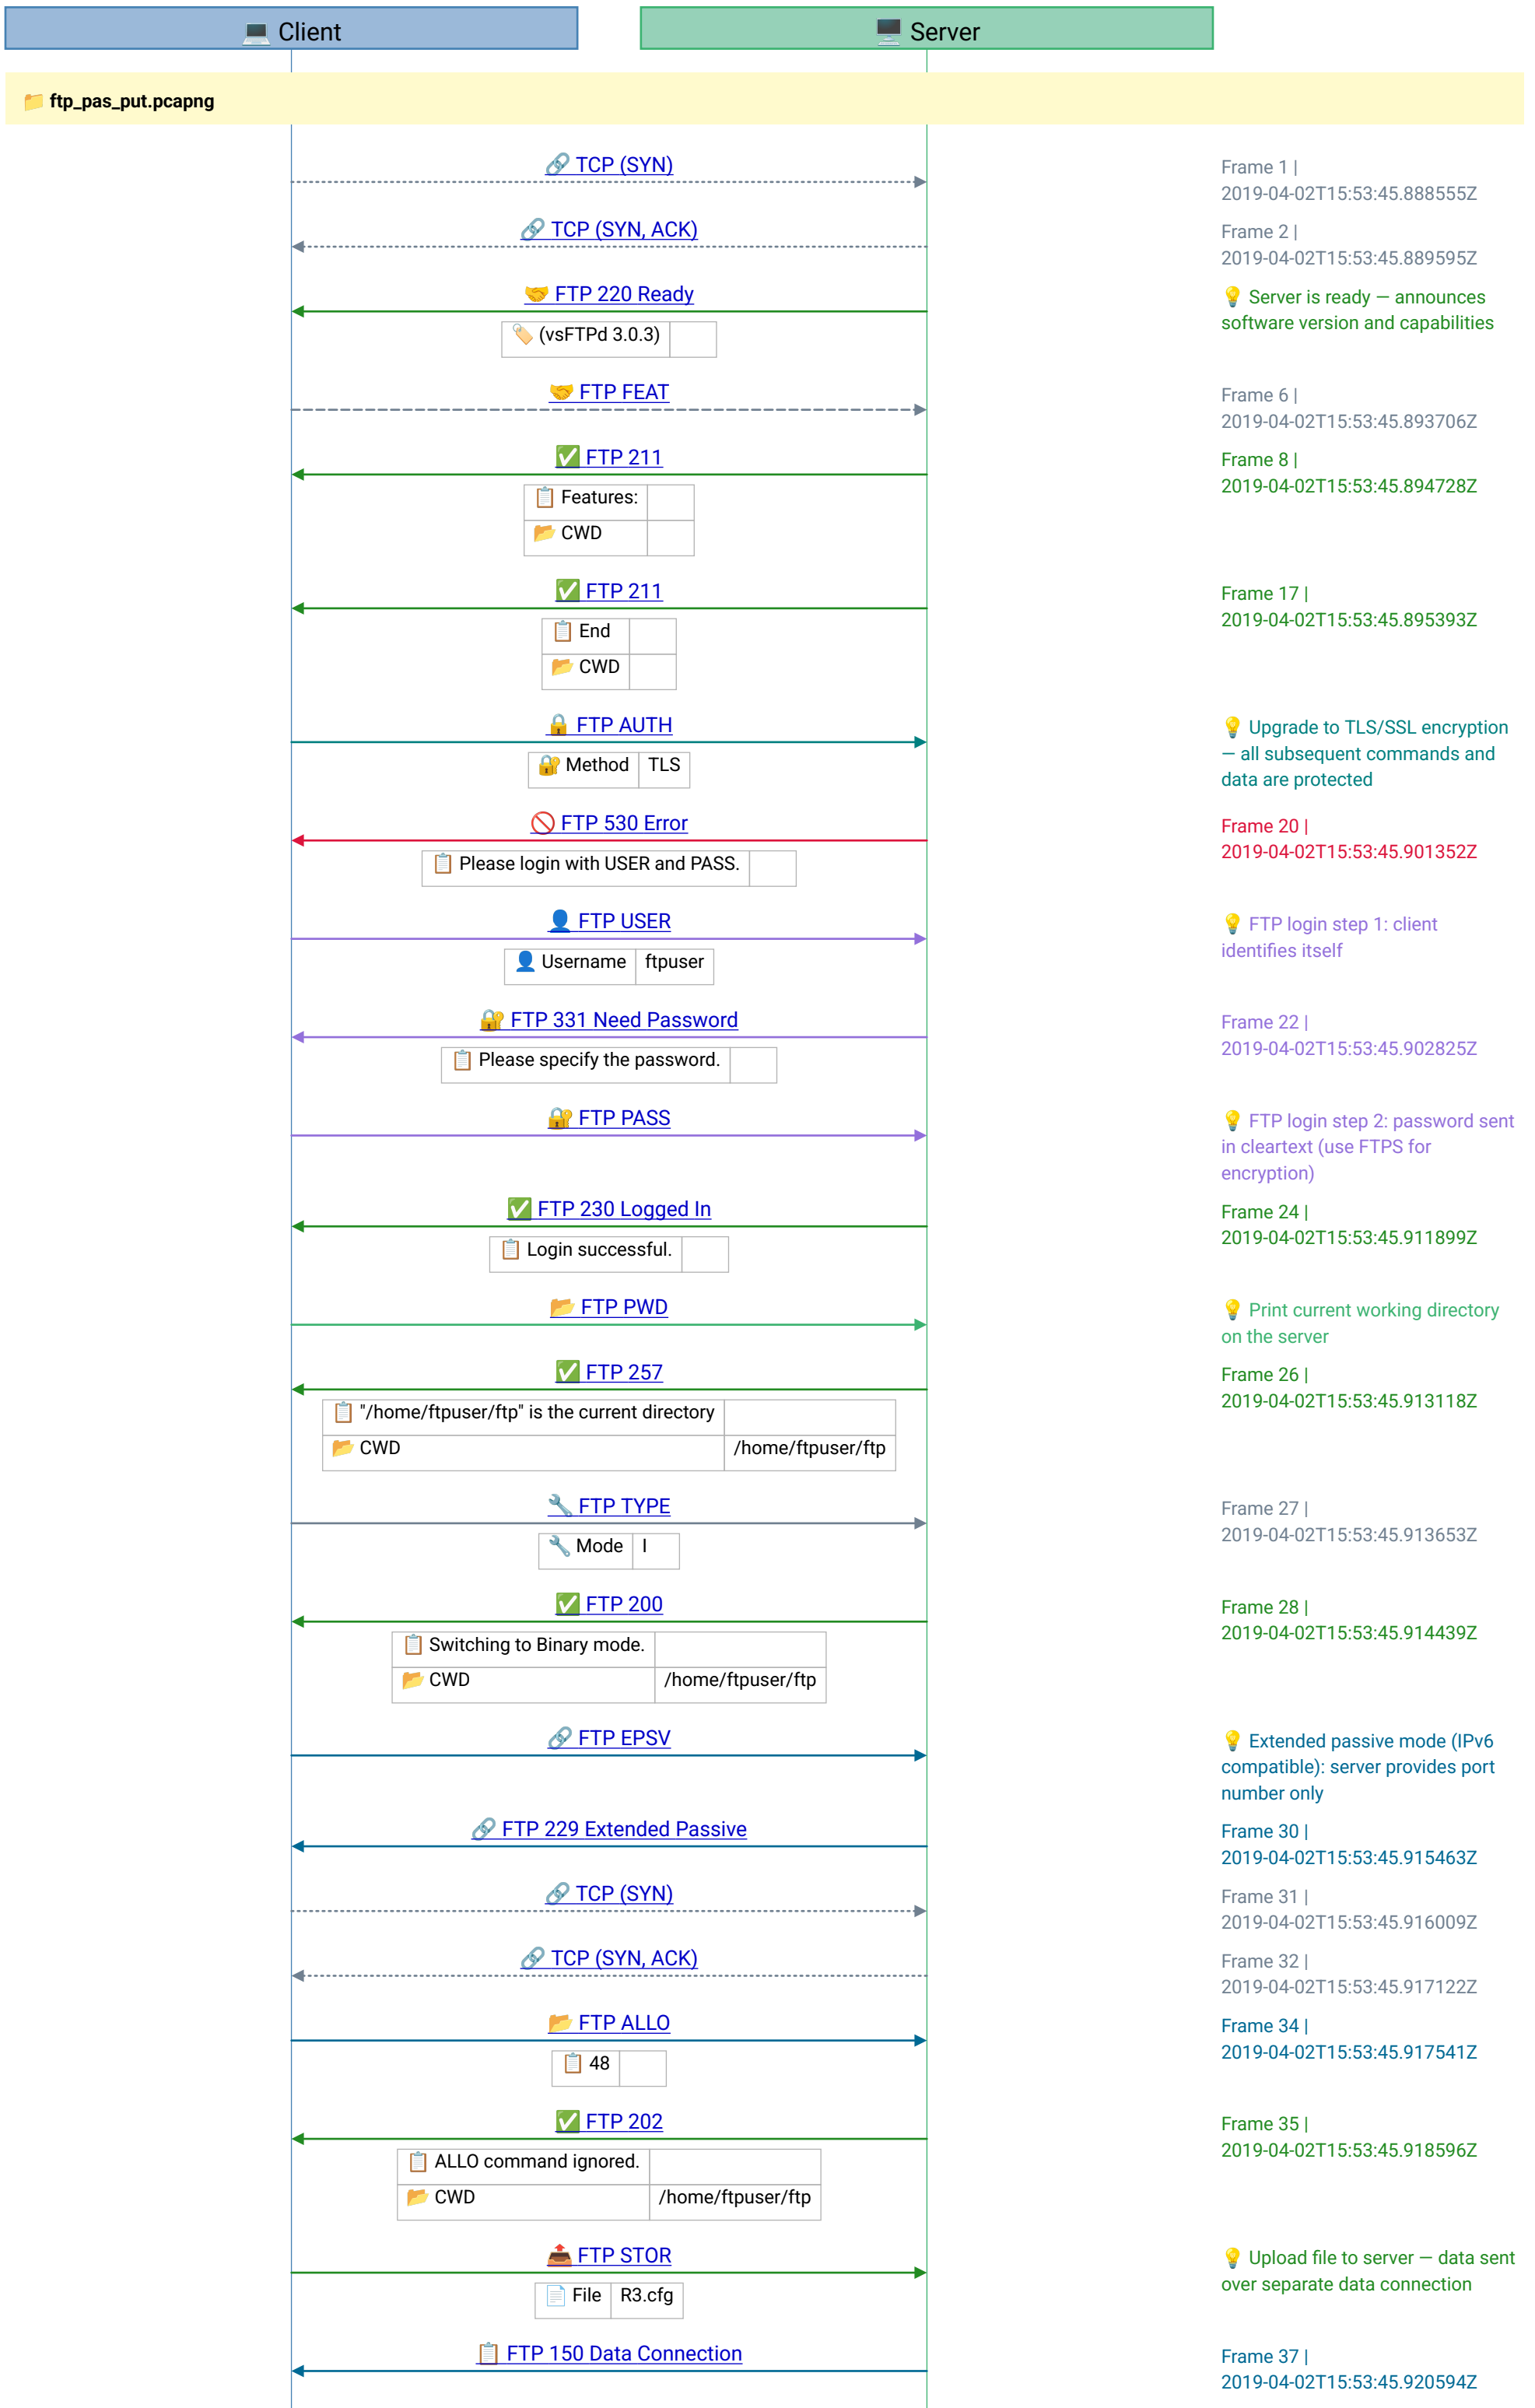 💻 Client
🖥️ Server
📁 ftp_pas_put.pcapng
🔗 TCP (SYN)
Frame 1 |
2019-04-02T15:53:45.888555Z
🔗 TCP (SYN, ACK)
Frame 2 |
2019-04-02T15:53:45.889595Z
🤝 FTP 220 Ready
💡 Server is ready — announces
software version and capabilities
🏷️ (vsFTPd 3.0.3)
🤝 FTP FEAT
Frame 6 |
2019-04-02T15:53:45.893706Z
✅ FTP 211
Frame 8 |
2019-04-02T15:53:45.894728Z
📋 Features:
📂 CWD
✅ FTP 211
Frame 17 |
2019-04-02T15:53:45.895393Z
📋 End
📂 CWD
🔒 FTP AUTH
💡 Upgrade to TLS/SSL encryption
— all subsequent commands and
data are protected
🔐 Method TLS
🚫 FTP 530 Error
Frame 20 |
2019-04-02T15:53:45.901352Z
📋 Please login with USER and PASS.
👤 FTP USER
💡 FTP login step 1: client
identifies itself
👤 Username ftpuser
🔐 FTP 331 Need Password
Frame 22 |
2019-04-02T15:53:45.902825Z
📋 Please specify the password.
🔐 FTP PASS
💡 FTP login step 2: password sent
in cleartext (use FTPS for
encryption)
✅ FTP 230 Logged In
Frame 24 |
2019-04-02T15:53:45.911899Z
📋 Login successful.
📂 FTP PWD
💡 Print current working directory
on the server
✅ FTP 257
Frame 26 |
2019-04-02T15:53:45.913118Z
📋 "/home/ftpuser/ftp" is the current directory
📂 CWD /home/ftpuser/ftp
🔧 FTP TYPE
Frame 27 |
2019-04-02T15:53:45.913653Z
🔧 Mode I
✅ FTP 200
Frame 28 |
2019-04-02T15:53:45.914439Z
📋 Switching to Binary mode.
📂 CWD /home/ftpuser/ftp
🔗 FTP EPSV
💡 Extended passive mode (IPv6
compatible): server provides port
number only
🔗 FTP 229 Extended Passive
Frame 30 |
2019-04-02T15:53:45.915463Z
🔗 TCP (SYN)
Frame 31 |
2019-04-02T15:53:45.916009Z
🔗 TCP (SYN, ACK)
Frame 32 |
2019-04-02T15:53:45.917122Z
📂 FTP ALLO
Frame 34 |
2019-04-02T15:53:45.917541Z
📋 48
✅ FTP 202
Frame 35 |
2019-04-02T15:53:45.918596Z
📋 ALLO command ignored.
📂 CWD /home/ftpuser/ftp
📤 FTP STOR
💡 Upload file to server — data sent
over separate data connection
📄 File R3.cfg
📋 FTP 150 Data Connection
Frame 37 |
2019-04-02T15:53:45.920594Z